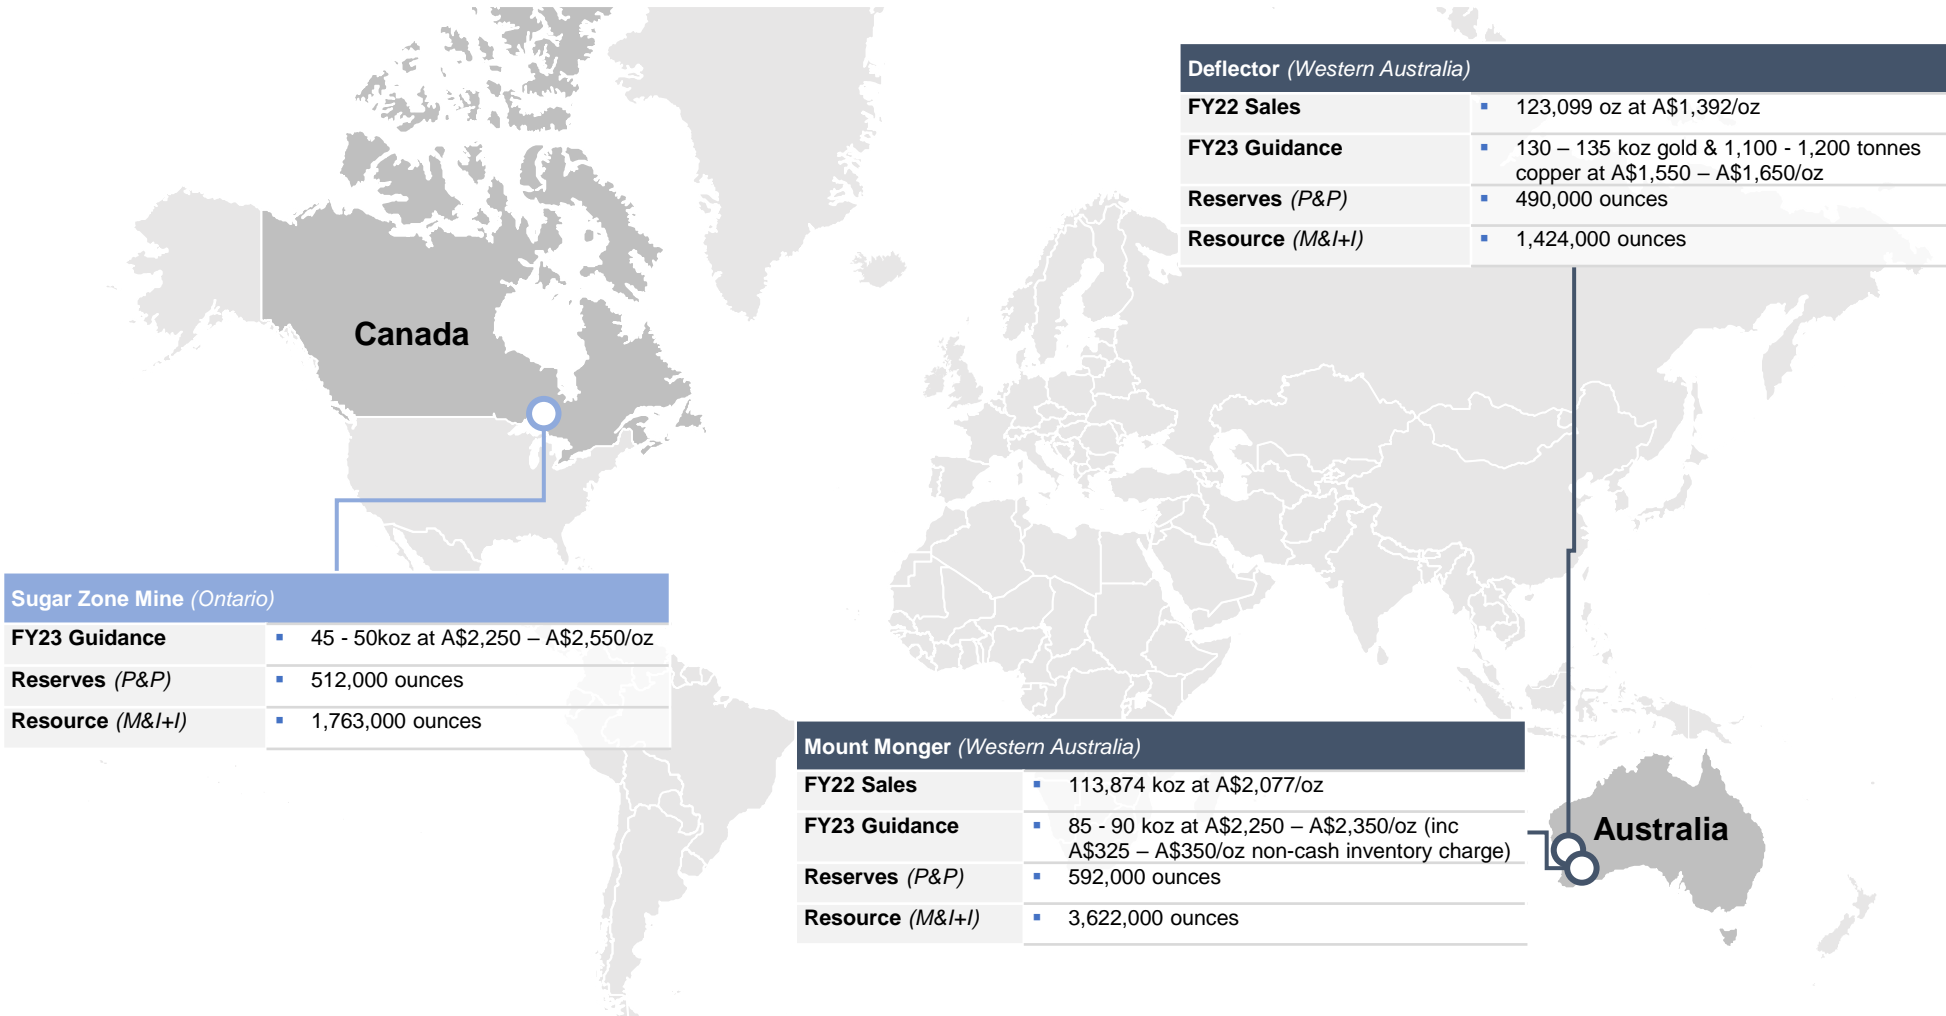 Deflector (Western Australia)
FY22 Sales ▪ 123,099 oz at A$1,392/oz
FY23 Guidance ▪ 130 – 135 koz gold & 1,100 - 1,200 tonnes
copper at A$1,550 – A$1,650/oz
Reserves (P&P) ▪ 490,000 ounces
Resource (M&I+I) ▪ 1,424,000 ounces
Canada
Sugar Zone Mine (Ontario)
FY23 Guidance ▪ 45 - 50koz at A$2,250 – A$2,550/oz
Reserves (P&P) ▪ 512,000 ounces
Resource (M&I+I) ▪ 1,763,000 ounces
Mount Monger (Western Australia)
FY22 Sales ▪ 113,874 koz at A$2,077/oz
FY23 Guidance ▪ 85 - 90 koz at A$2,250 – A$2,350/oz (inc
A$325 – A$350/oz non-cash inventory charge)
Reserves (P&P) ▪ 592,000 ounces
Resource (M&I+I) ▪ 3,622,000 ounces
Australia